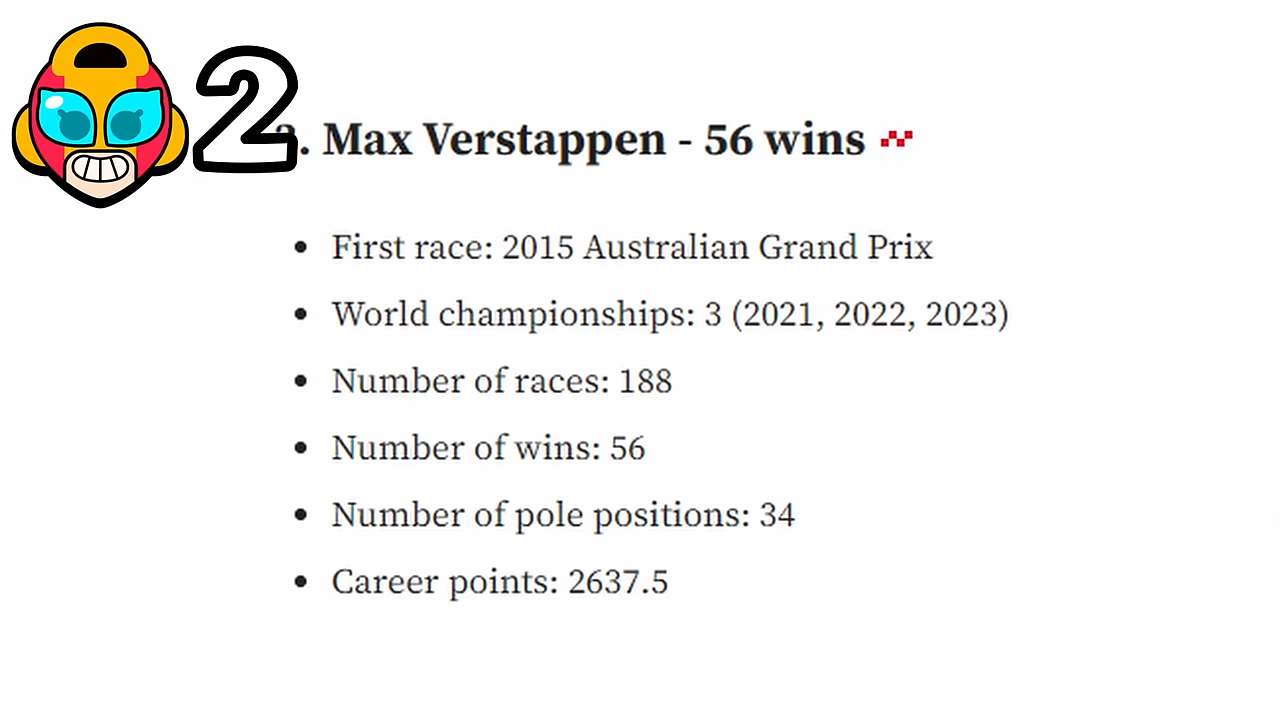 2
. Max Verstappen - 56 wins
• First race: 2015 Australian Grand Prix
• World championships: 3 (2021, 2022, 2023)
• Number of races: 188
• Number of wins: 56
• Number of pole positions: 34
• Career points: 2637.5